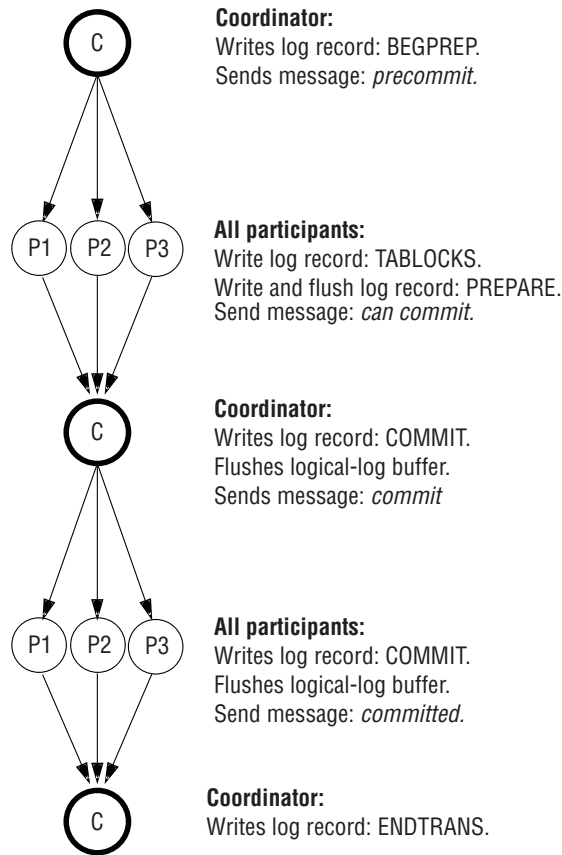 C
Coordinator:
Writes log record: BEGPREP.
Sends message: precommit.
P1 P2 P3
All participants:
Write log record: TABLOCKS.
Write and flush log record: PREPARE.
Send message: can commit.
C
Coordinator:
Writes log record: COMMIT.
Flushes logical-log buffer.
Sends message: commit
P1 P2 P3
All participants:
Writes log record: COMMIT.
Flushes logical-log buffer.
Send message: committed.
C
Coordinator:
Writes log record: ENDTRANS.